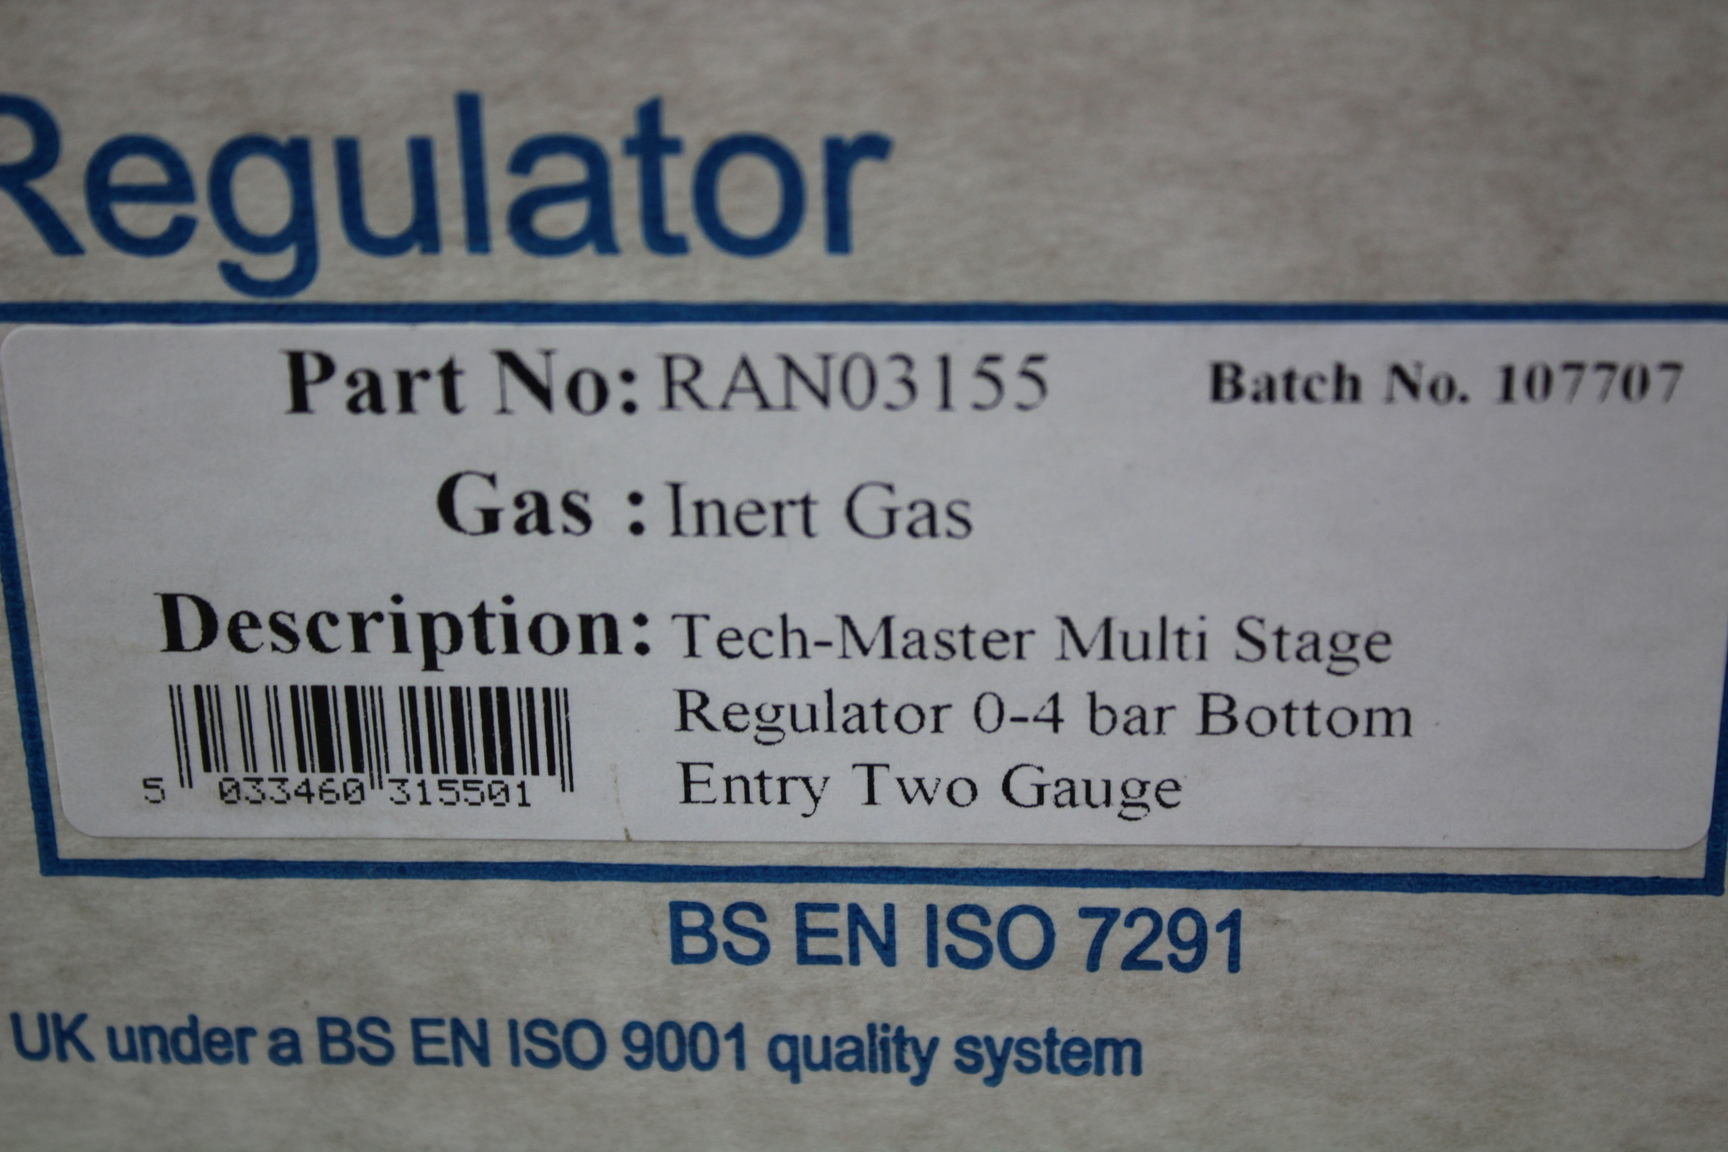 Regulator
Part No: RAN03155 Batch No. 107707
Gas : Inert Gas
Description: Tech-Master Multi Stage
Regulator 0-4 bar Bottom
Entry Two Gauge
5 033460 315501
BS EN ISO 7291
UK under a BS EN ISO 9001 quality system